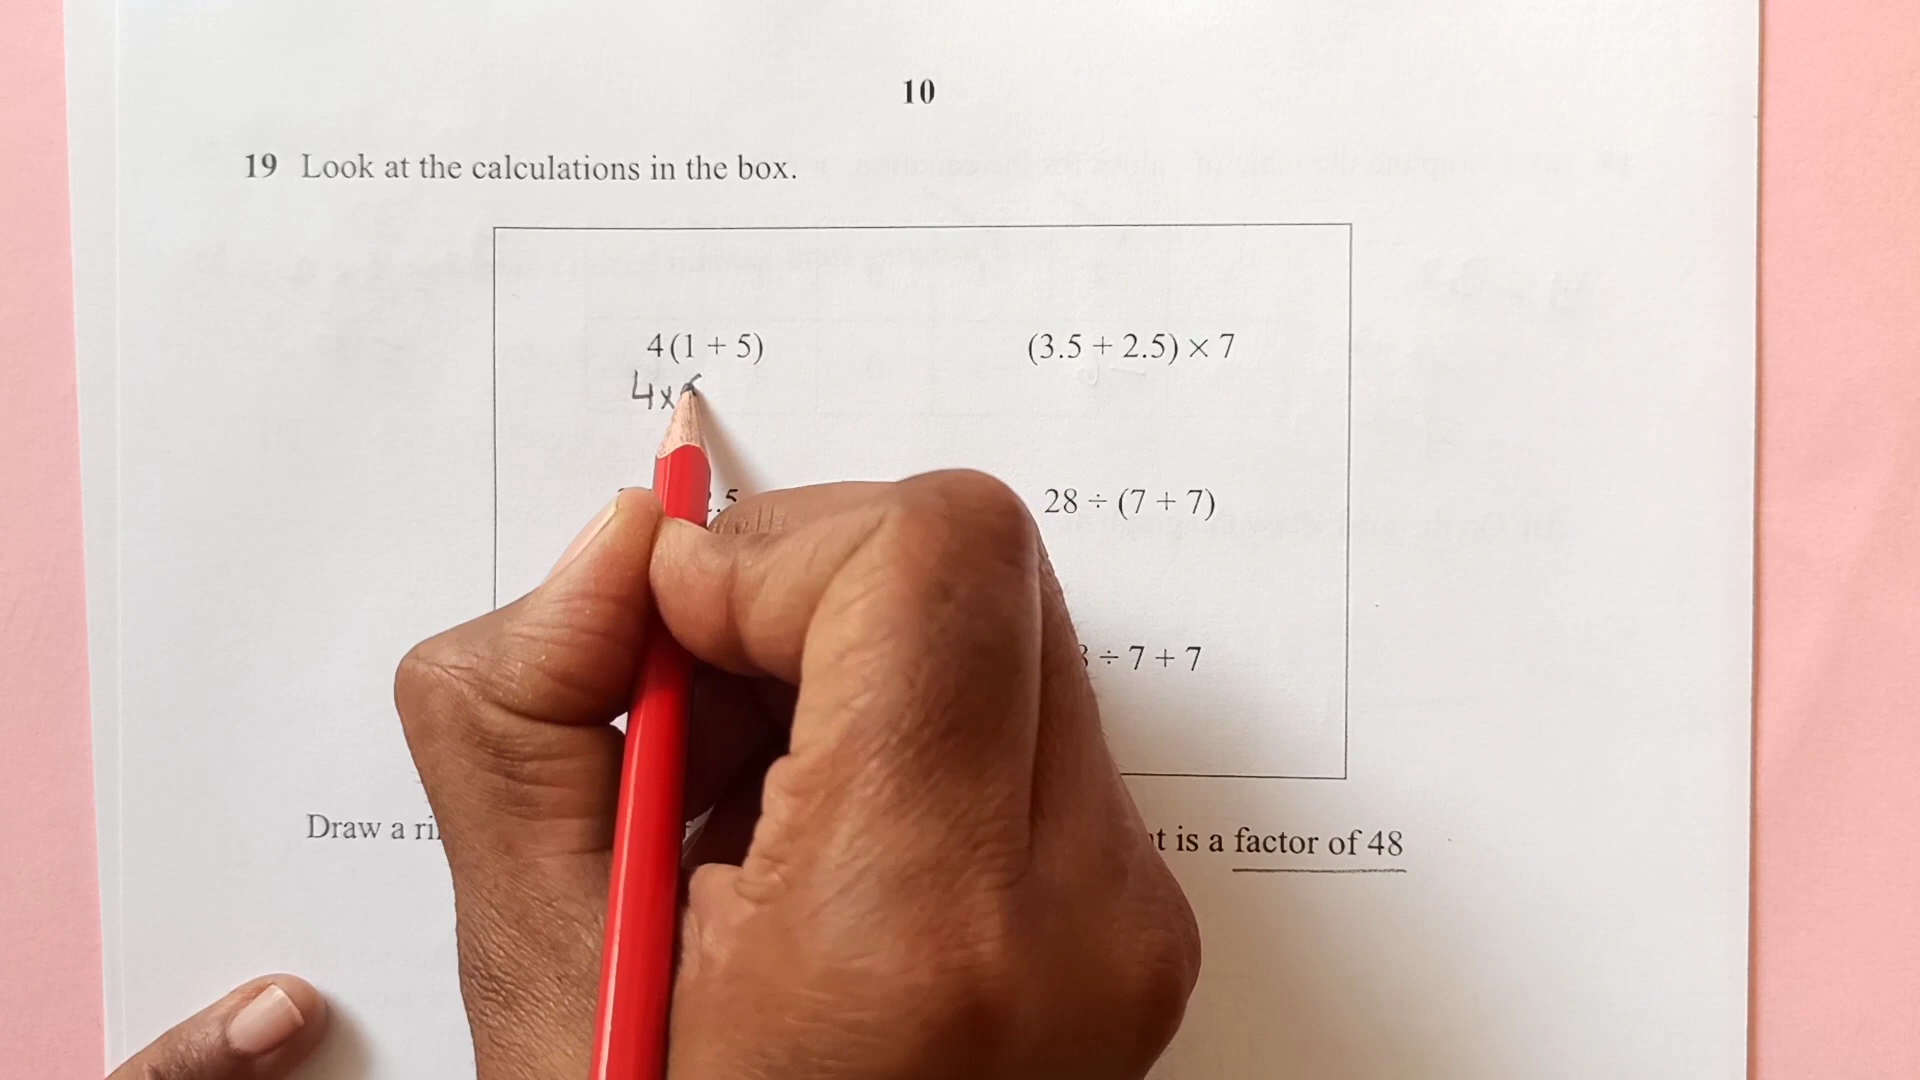 10
19 Look at the calculations in the box.
4(1 + 5) (3.5 + 2.5) × 7
4×
28 ÷ (7 + 7)
÷ 7 + 7
Draw a is a factor of 48